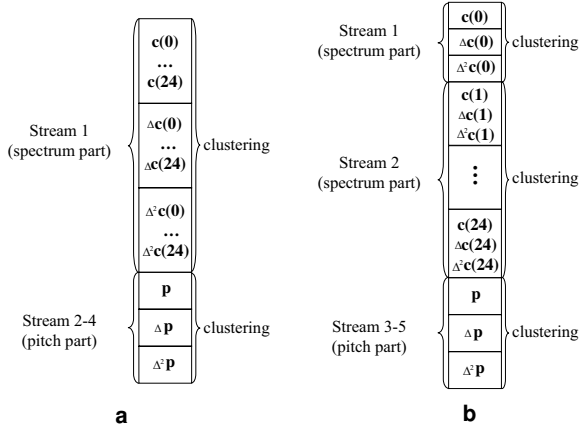 c(0)
...
c(24)
Δc(0)
...
Δc(24)
Δ²c(0)
...
Δ²c(24)
Stream 1
(spectrum part)
clustering
p
Δp
Δ²p
Stream 2-4
(pitch part)
clustering
a
c(0)
Δc(0)
Δ²c(0)
Stream 1
(spectrum part)
clustering
c(1)
Δc(1)
Δ²c(1)
⋮
c(24)
Δc(24)
Δ²c(24)
Stream 2
(spectrum part)
clustering
p
Δp
Δ²p
Stream 3-5
(pitch part)
clustering
b